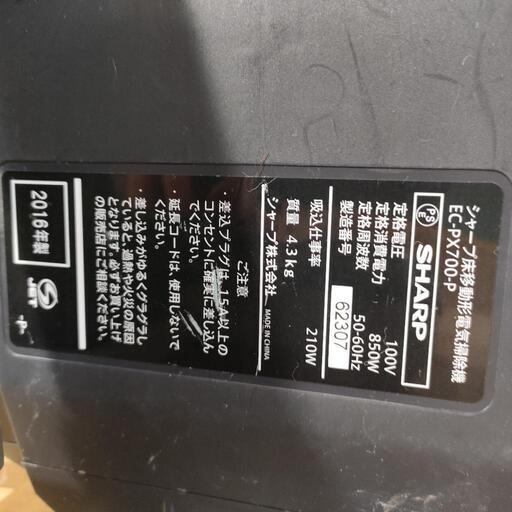 シャープ床移動形電気掃除機
EC-PX700-P
SHARP
PS
E
定格電圧 100V
定格消費電力 850W
定格周波数 50-60Hz
製造番号 62307
吸込仕事率 210W
質量 4.3kg
シャープ株式会社 MADE IN CHINA
ご注意
・差込プラグは、15A以上の
コンセントに確実に差し込ん
でください。
・延長コードは、使用しないで
ください。
・差し込みがゆるくグラグラし
ていると、過熱や火災の原因
となります。必ずお買い上げ
の販売店にご相談ください。
2016年製
S
JET
-P-